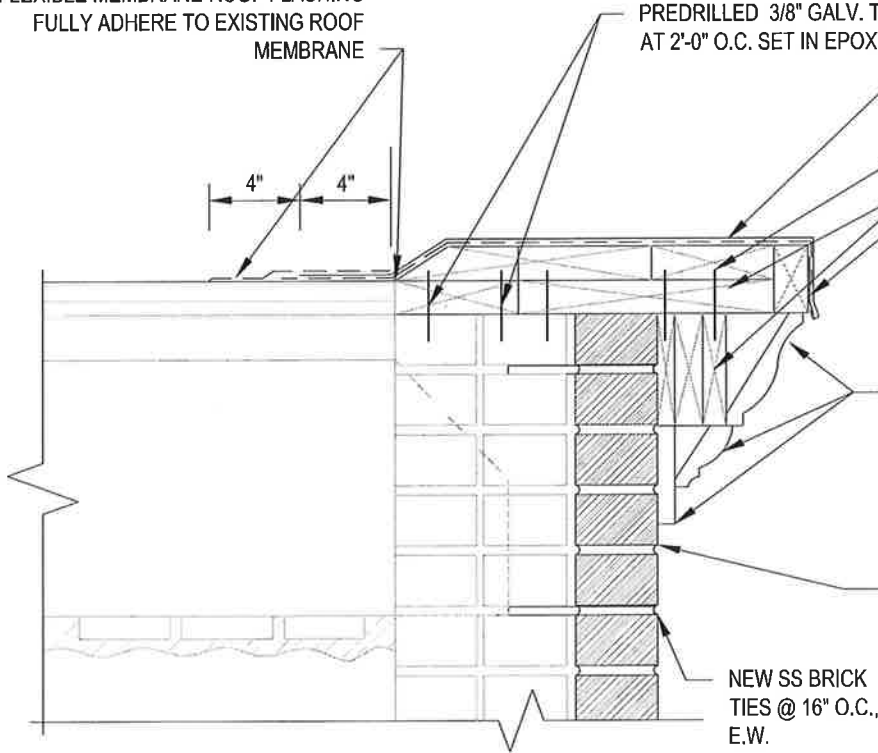 FULLY ADHERE TO EXISTING ROOF
MEMBRANE
PREDRILLED 3/8" GALV. T
AT 2'-0" O.C. SET IN EPOX
4" 4"
NEW SS BRICK
TIES @ 16" O.C.,
E.W.